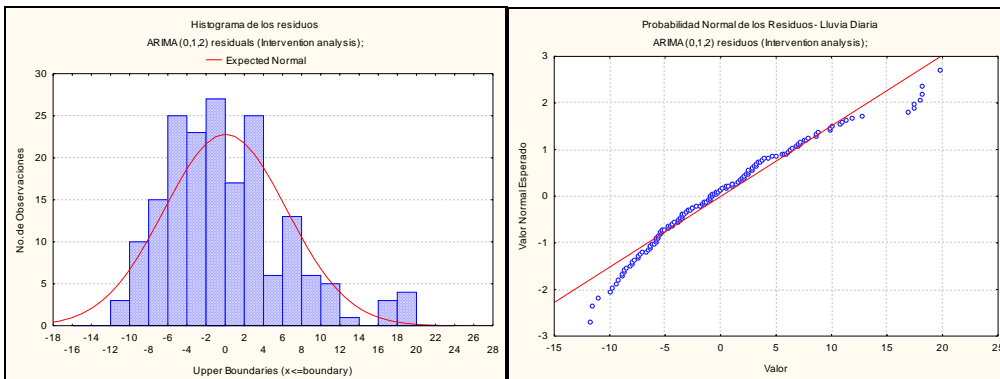 Histograma de los residuos
ARIMA (0,1,2) residuals (Intervention analysis);
Expected Normal
No. de Observaciones
30
25
20
15
10
5
0
-18 -14 -10 -6 -2 2 6 10 14 18 22 26
-16 -12 -8 -4 0 4 8 12 16 20 24 28
Upper Boundaries (x<=boundary)
Probabilidad Normal de los Residuos- Lluvia Diaria
ARIMA (0,1,2) residuos (Intervention analysis);
Valor Normal Esperado
3
2
1
0
-1
-2
-3
-15 -10 -5 0 5 10 15 20 25
Valor